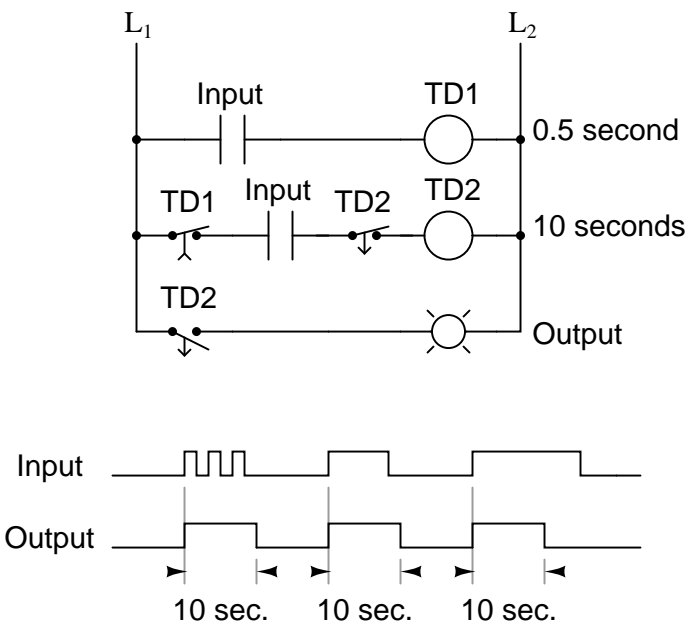 L1 L2
Input TD1
0.5 second
TD1 Input TD2 TD2
10 seconds
TD2
Output
Input
Output
10 sec. 10 sec. 10 sec.